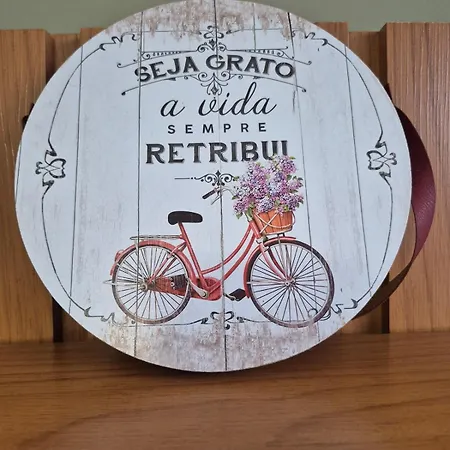 SEJA GRATO
a vida
SEMPRE
RETRIBUI